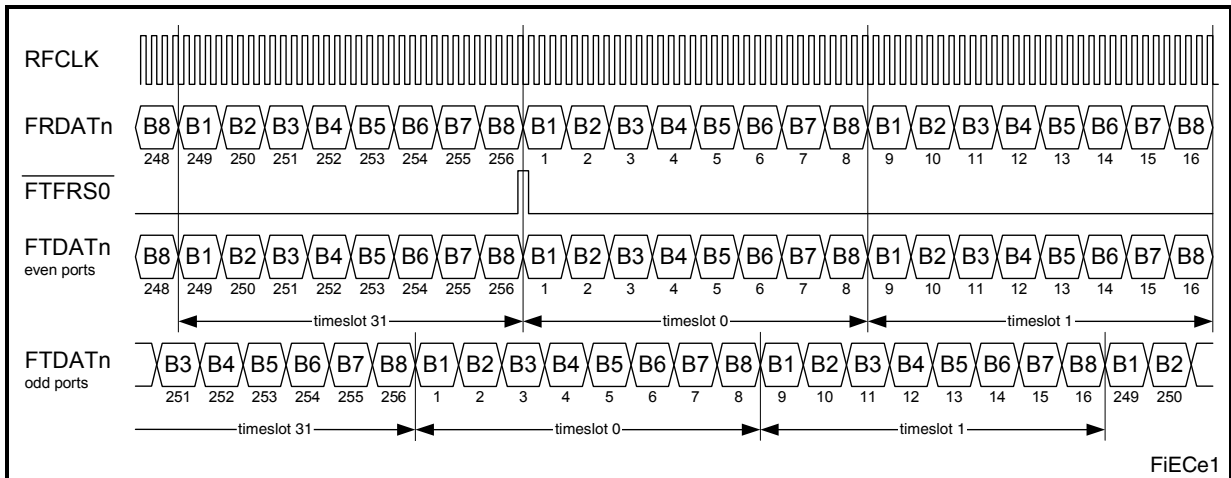 RFCLK
FRDATn B8 B1 B2 B3 B4 B5 B6 B7 B8 B1 B2 B3 B4 B5 B6 B7 B8 B1 B2 B3 B4 B5 B6 B7 B8
248 249 250 251 252 253 254 255 256 1 2 3 4 5 6 7 8 9 10 11 12 13 14 15 16
FTFRS0
FTDATn B8 B1 B2 B3 B4 B5 B6 B7 B8 B1 B2 B3 B4 B5 B6 B7 B8 B1 B2 B3 B4 B5 B6 B7 B8
even ports
248 249 250 251 252 253 254 255 256 1 2 3 4 5 6 7 8 9 10 11 12 13 14 15 16
timeslot 31 timeslot 0 timeslot 1
FTDATn B3 B4 B5 B6 B7 B8 B1 B2 B3 B4 B5 B6 B7 B8 B1 B2 B3 B4 B5 B6 B7 B8 B1 B2
odd ports
251 252 253 254 255 256 1 2 3 4 5 6 7 8 9 10 11 12 13 14 15 16 249 250
timeslot 31 timeslot 0 timeslot 1
FiECe1